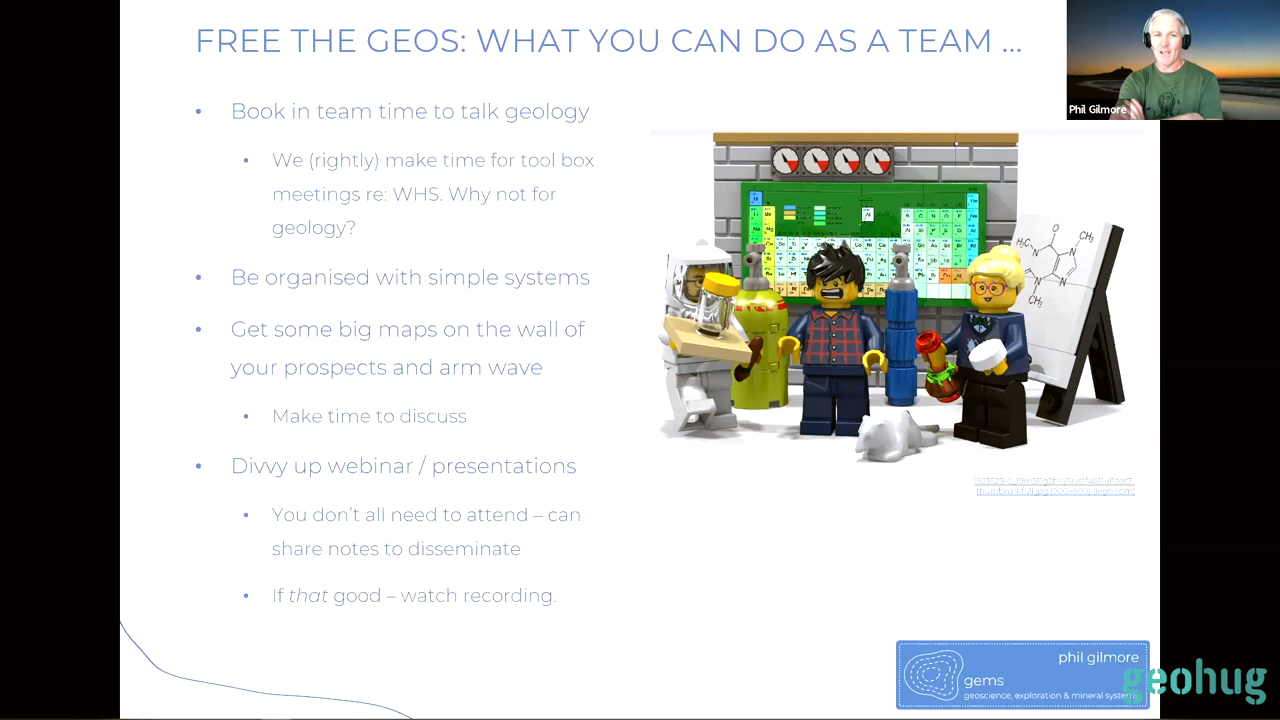 FREE THE GEOS: WHAT YOU CAN DO AS A TEAM ...
Phil Gilmore
• Book in team time to talk geology
• We (rightly) make time for tool box
meetings re: WHS. Why not for
geology?
• Be organised with simple systems
• Get some big maps on the wall of
your prospects and arm wave
• Make time to discuss
• Divvy up webinar / presentations
• You don't all need to attend – can
share notes to disseminate
• If that good – watch recording.
O
H₃C
N
CH₃
N
N
N
CH₃
phil gilmore
gems
geoscience, exploration & mineral systems
geohug